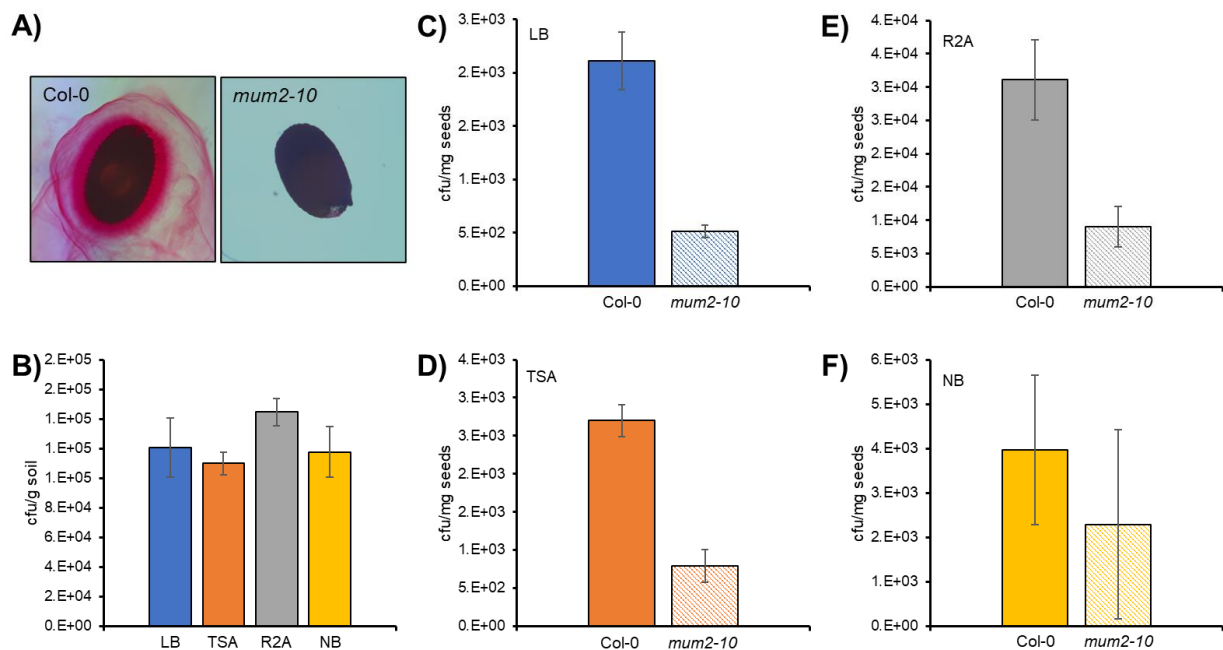 A)
Col-0
mum2-10
B)
2.E+05
2.E+05
1.E+05
1.E+05
1.E+05
8.E+04
6.E+04
4.E+04
2.E+04
0.E+00
cfu/g soil
LB TSA R2A NB
C)
LB
3.E+03
2.E+03
2.E+03
1.E+03
5.E+02
0.E+00
cfu/mg seeds
Col-0 mum2-10
D)
TSA
4.E+03
3.E+03
3.E+03
2.E+03
2.E+03
1.E+03
5.E+02
0.E+00
cfu/mg seeds
Col-0 mum2-10
E)
R2A
4.E+04
4.E+04
3.E+04
3.E+04
2.E+04
2.E+04
1.E+04
5.E+03
0.E+00
cfu/mg seeds
Col-0 mum2-10
F)
NB
6.E+03
5.E+03
4.E+03
3.E+03
2.E+03
1.E+03
0.E+00
cfu/mg seeds
Col-0 mum2-10